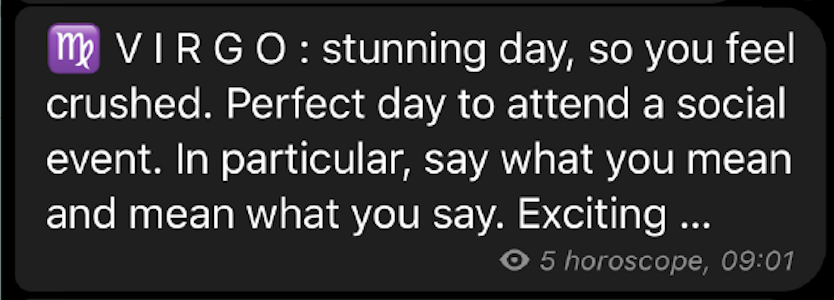 ♍ V I R G O : stunning day, so you feel
crushed. Perfect day to attend a social
event. In particular, say what you mean
and mean what you say. Exciting ...
5 horoscope, 09:01